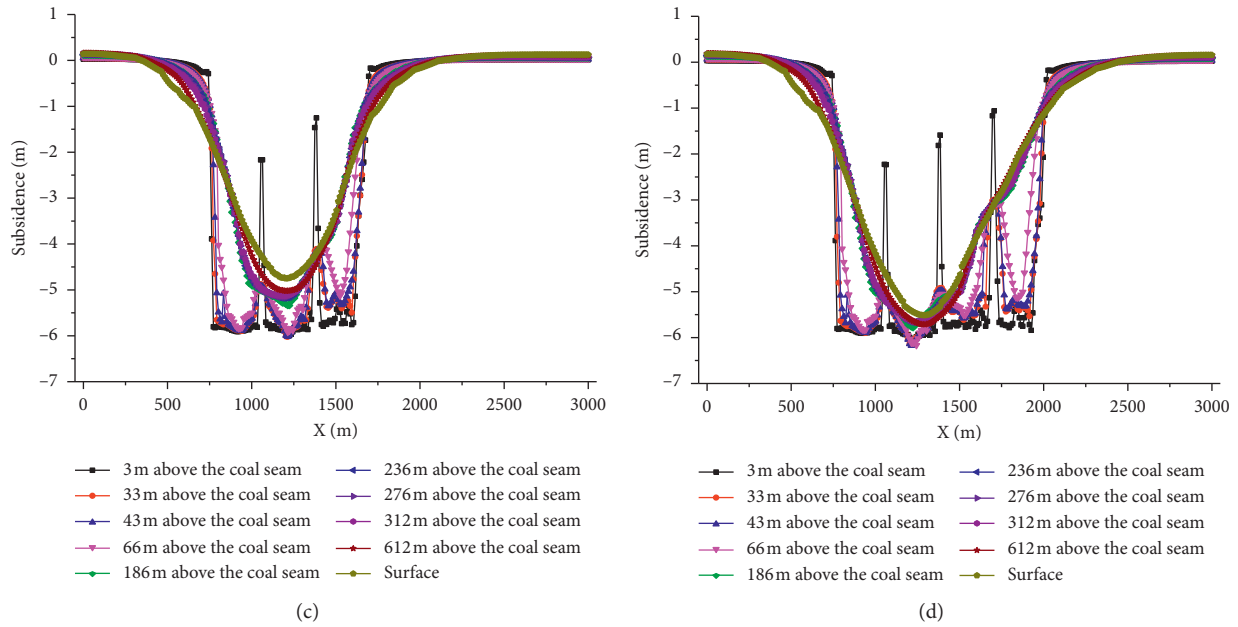 1
0
−1
−2
−3
−4
−5
−6
−7
Subsidence (m)
0 500 1000 1500 2000 2500 3000
X (m)
3 m above the coal seam
33 m above the coal seam
43 m above the coal seam
66 m above the coal seam
186 m above the coal seam
236 m above the coal seam
276 m above the coal seam
312 m above the coal seam
612 m above the coal seam
Surface
(c)
1
0
−1
−2
−3
−4
−5
−6
−7
Subsidence (m)
0 500 1000 1500 2000 2500 3000
X (m)
3 m above the coal seam
33 m above the coal seam
43 m above the coal seam
66 m above the coal seam
186 m above the coal seam
236 m above the coal seam
276 m above the coal seam
312 m above the coal seam
612 m above the coal seam
Surface
(d)